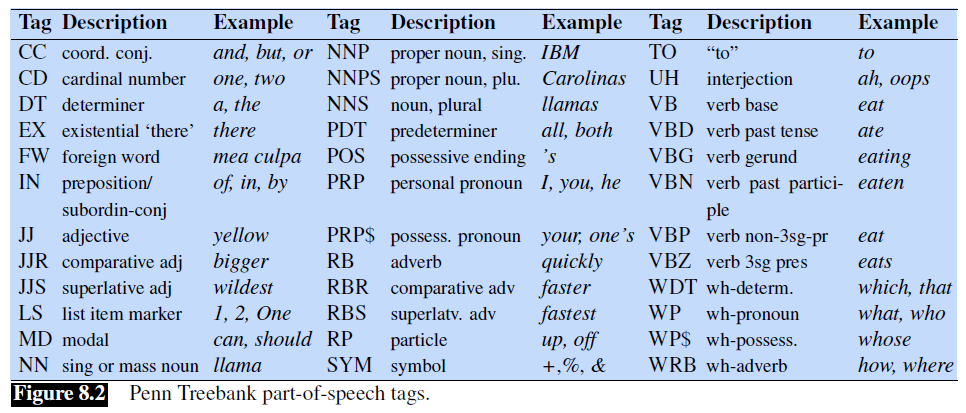 Tag Description Example Tag Description Example Tag Description Example
CC coord. conj. and, but, or NNP proper noun, sing. IBM TO “to” to
CD cardinal number one, two NNPS proper noun, plu. Carolinas UH interjection ah, oops
DT determiner a, the NNS noun, plural llamas VB verb base eat
EX existential ‘there’ there PDT predeterminer all, both VBD verb past tense ate
FW foreign word mea culpa POS possessive ending ’s VBG verb gerund eating
IN preposition/ of, in, by PRP personal pronoun I, you, he VBN verb past partici- eaten
subordin-conj ple
JJ adjective yellow PRP$ possess. pronoun your, one’s VBP verb non-3sg-pr eat
JJR comparative adj bigger RB adverb quickly VBZ verb 3sg pres eats
JJS superlative adj wildest RBR comparative adv faster WDT wh-determ. which, that
LS list item marker 1, 2, One RBS superlatv. adv fastest WP wh-pronoun what, who
MD modal can, should RP particle up, off WP$ wh-possess. whose
NN sing or mass noun llama SYM symbol +,%, & WRB wh-adverb how, where
Figure 8.2 Penn Treebank part-of-speech tags.